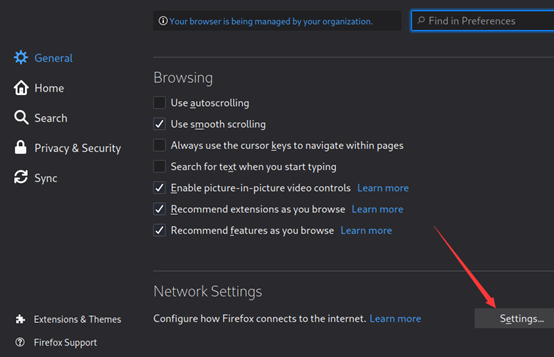 Your browser is being managed by your organization.
Find in Preferences
General
Home
Search
Privacy & Security
Sync
Extensions & Themes
Firefox Support
Browsing
Use autoscrolling
Use smooth scrolling
Always use the cursor keys to navigate within pages
Search for text when you start typing
Enable picture-in-picture video controls Learn more
Recommend extensions as you browse Learn more
Recommend features as you browse Learn more
Network Settings
Configure how Firefox connects to the internet. Learn more
Settings...